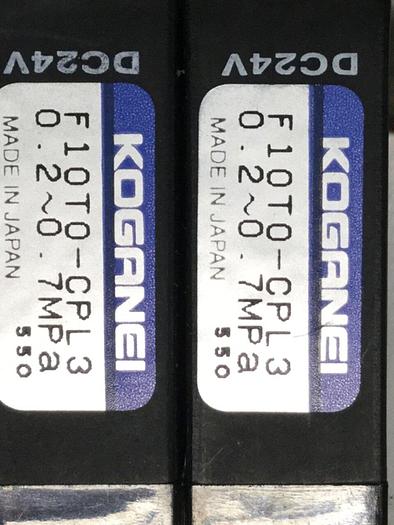 DC24V
KOGANEI
F10T0-CPL3
0.2~0.7MPa
MADE IN JAPAN 550
DC24V
KOGANEI
F10T0-CPL3
0.2~0.7MPa
MADE IN JAPAN 550